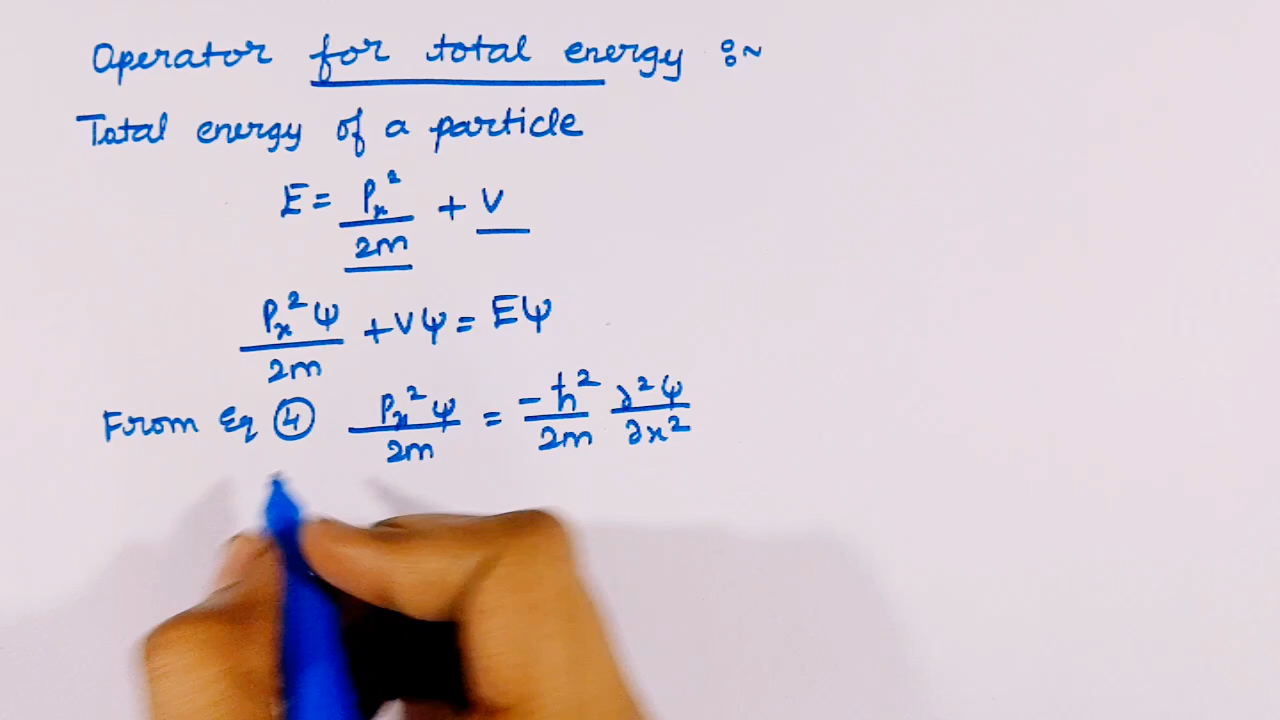 Operator for total energy :~
Total energy of a particle
E = Pₓ²/2m + V
Pₓ²ψ/2m + Vψ = Eψ
From Eq ④ Pₓ²ψ/2m = -ħ²/2m ∂²ψ/∂x²